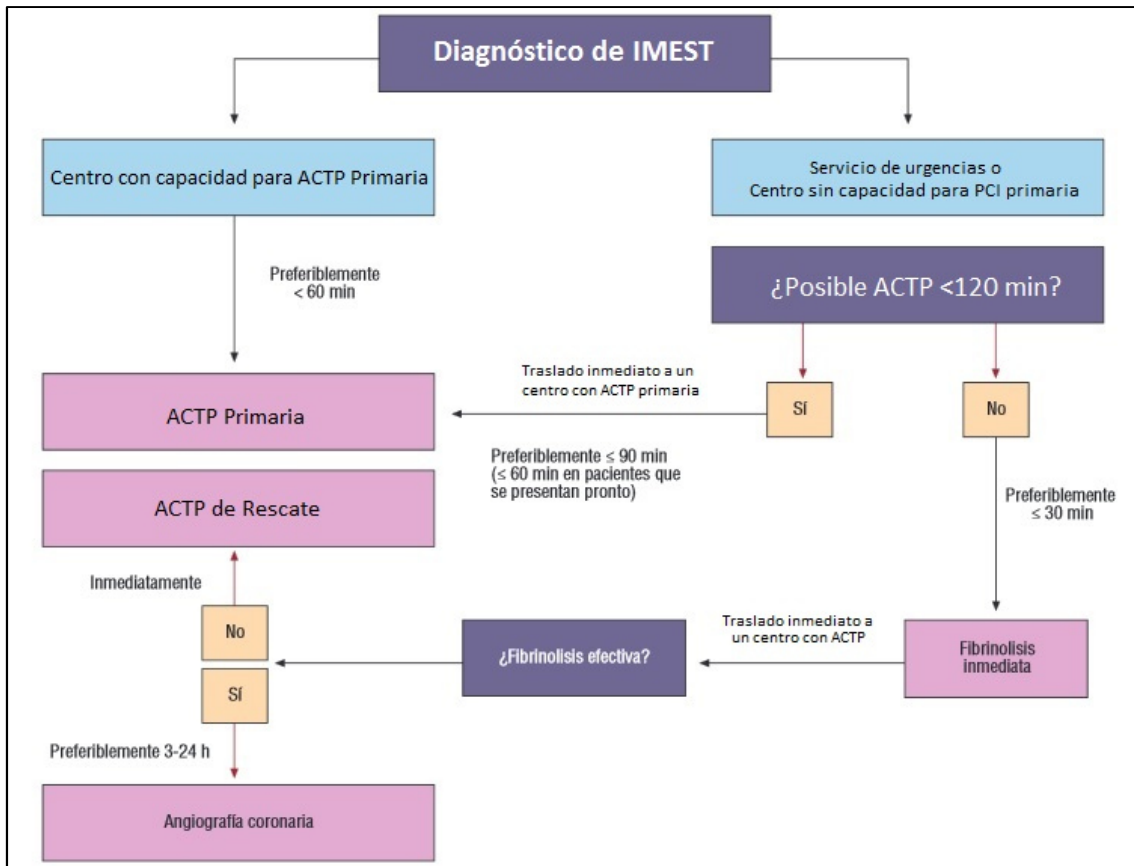 Diagnóstico de IMEST
Centro con capacidad para ACTP Primaria
Servicio de urgencias o
Centro sin capacidad para PCI primaria
Preferiblemente
< 60 min
¿Posible ACTP <120 min?
Traslado inmediato a un
centro con ACTP primaria
Sí
No
ACTP Primaria
Preferiblemente ≤ 90 min
(≤ 60 min en pacientes que
se presentan pronto)
Preferiblemente
≤ 30 min
ACTP de Rescate
Inmediatamente
No
Sí
¿Fibrinolisis efectiva?
Traslado inmediato a
un centro con ACTP
Fibrinolisis
inmediata
Preferiblemente 3-24 h
Angiografía coronaria